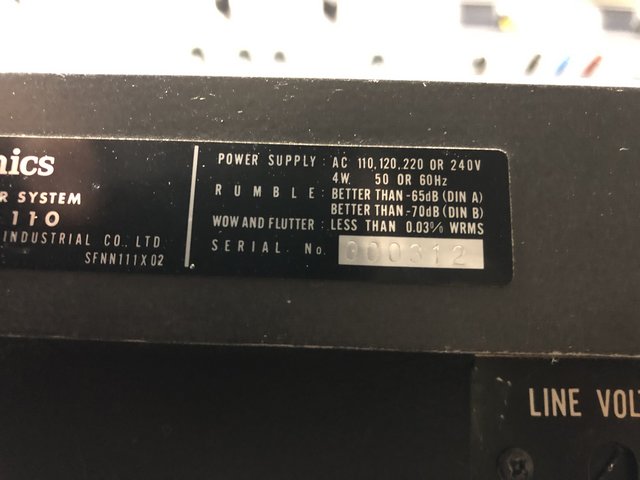 nics
R SYSTEM
110
INDUSTRIAL CO., LTD
SFNN111X02
POWER SUPPLY : AC 110,120,220 OR 240V
4W 50 OR 60Hz
RUMBLE : BETTER THAN -65dB (DIN A)
BETTER THAN -70dB (DIN B)
WOW AND FLUTTER : LESS THAN 0.03% WRMS
SERIAL No. 000312
LINE VOL